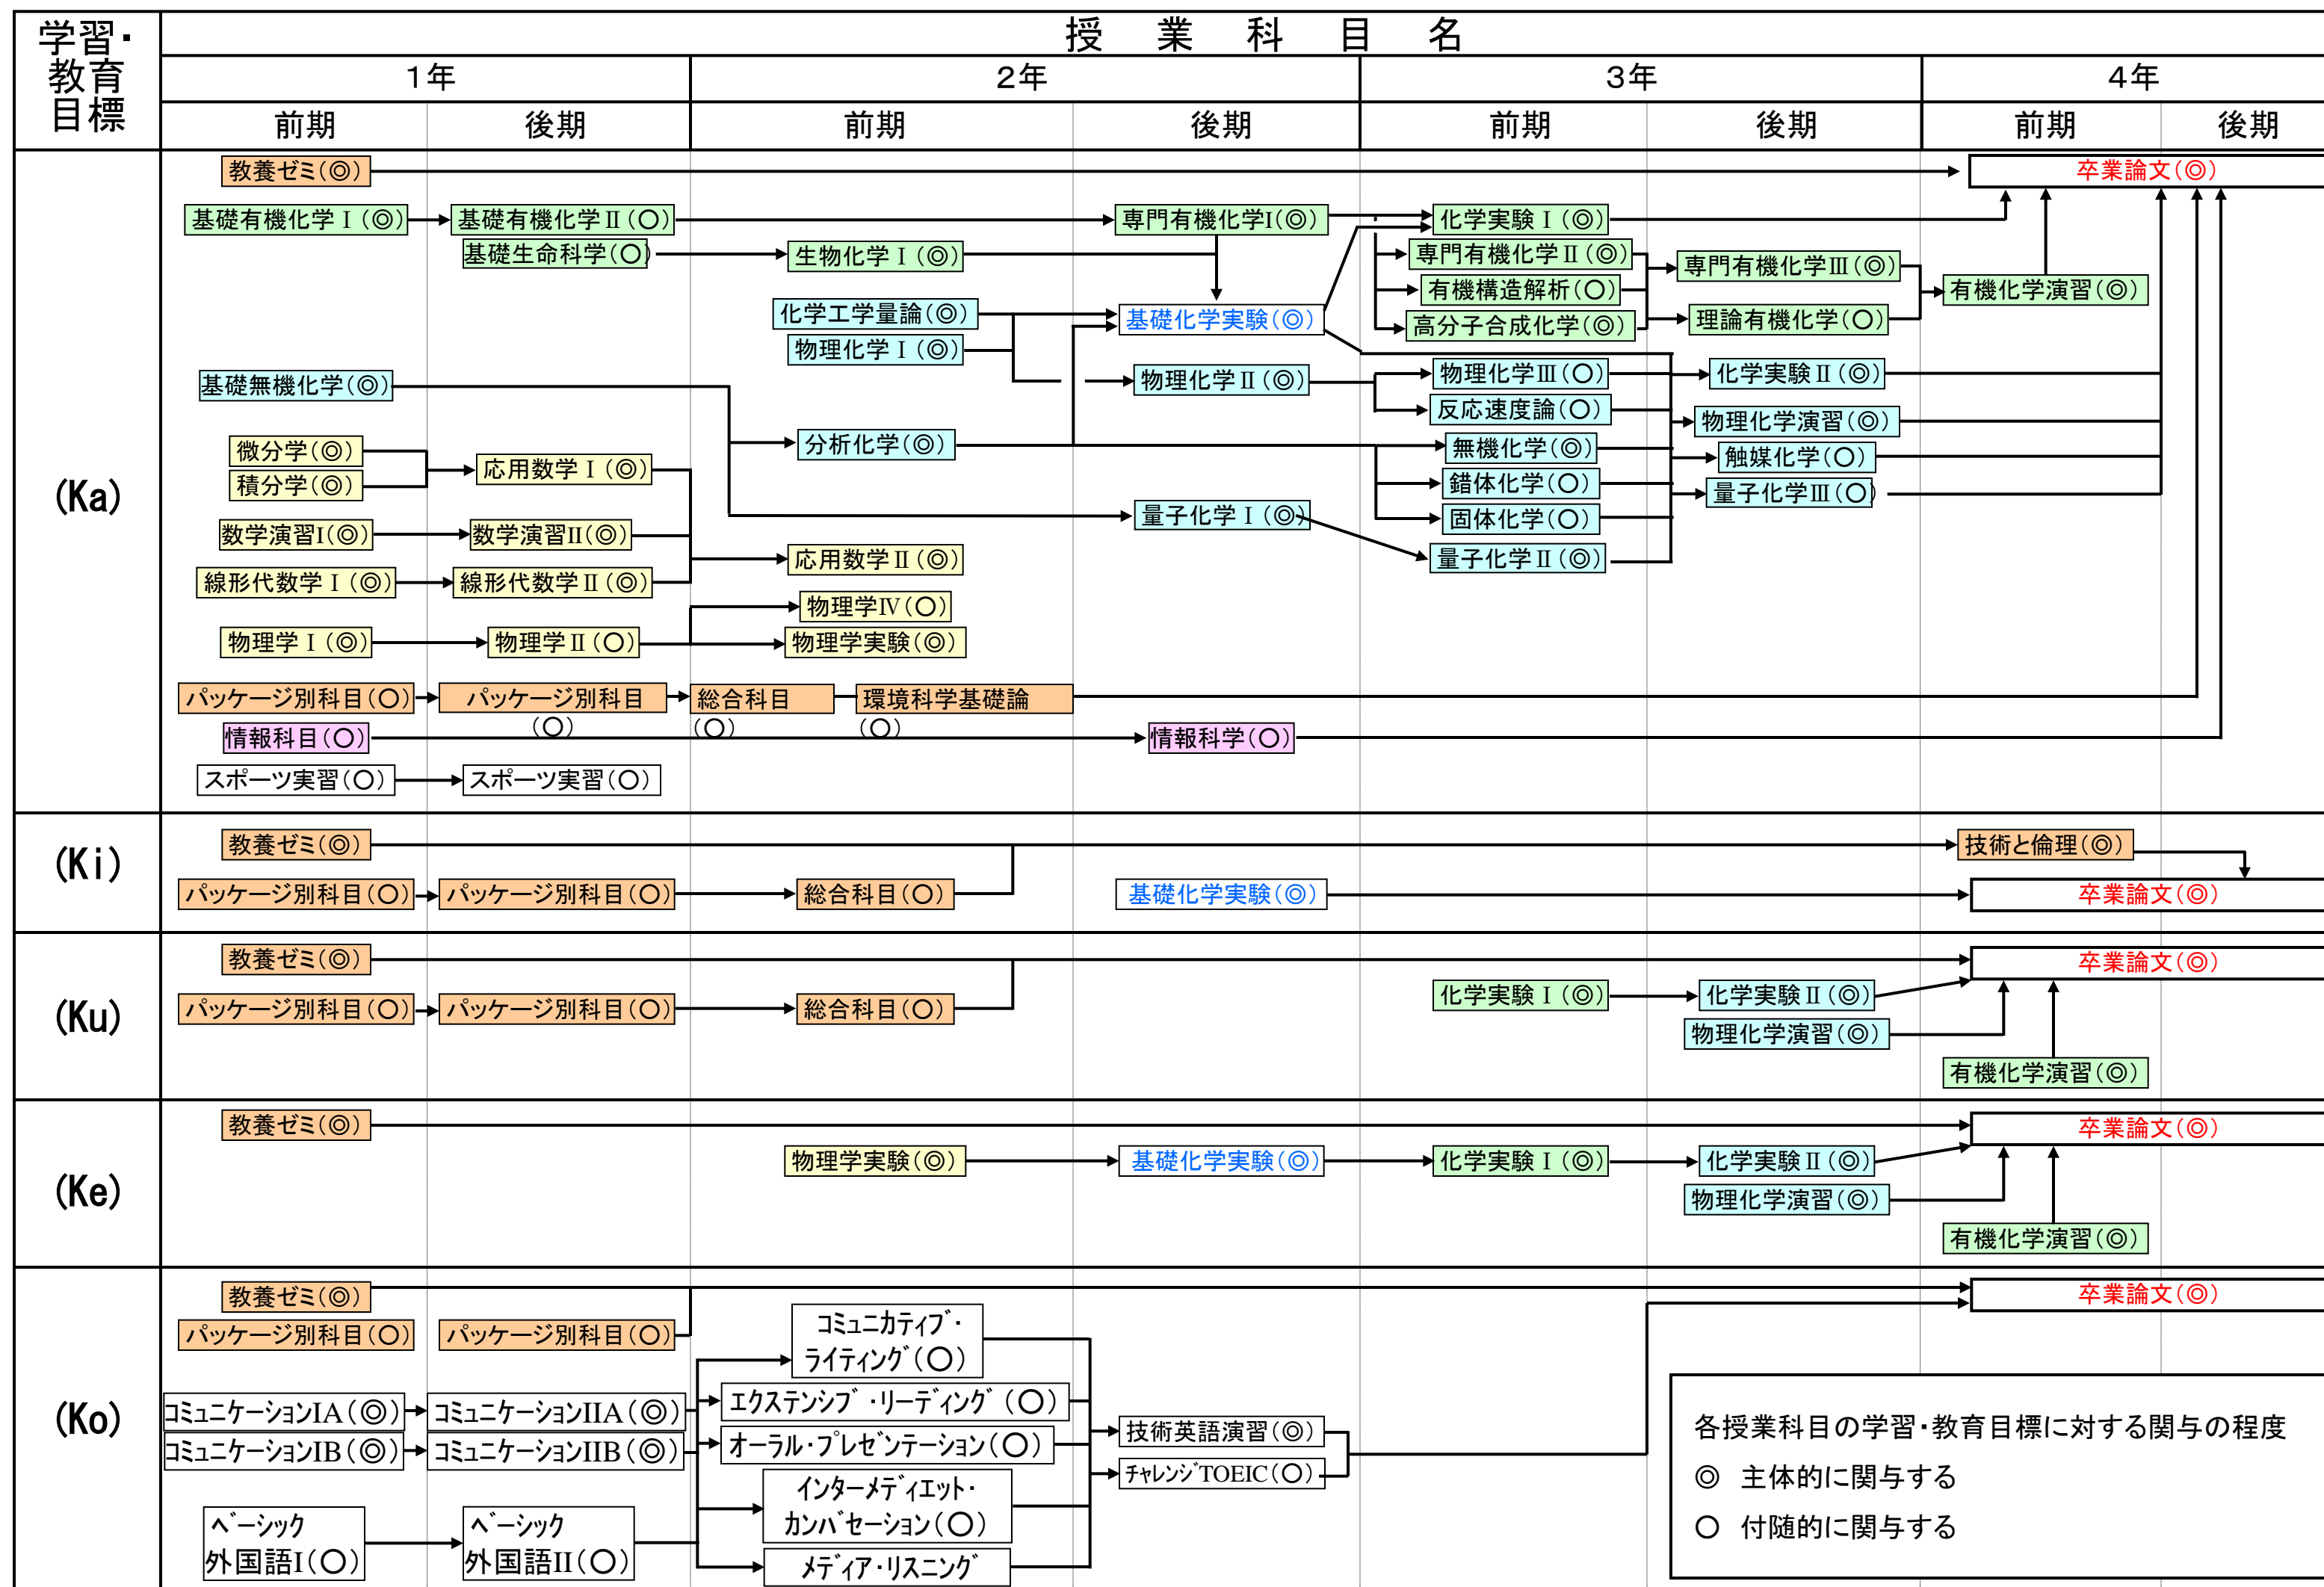 学習・
教育
目標
授業科目名
1年
2年
3年
4年
前期
後期
前期
後期
前期
後期
前期
後期
(Ka)
教養ゼミ(◎)
卒業論文(◎)
基礎有機化学Ⅰ(◎)
基礎有機化学Ⅱ(○)
専門有機化学I(◎)
化学実験Ⅰ(◎)
基礎生命科学(○)
生物化学Ⅰ(◎)
専門有機化学Ⅱ(◎)
専門有機化学Ⅲ(◎)
有機構造解析(○)
有機化学演習(◎)
化学工学量論(◎)
基礎化学実験(◎)
高分子合成化学(◎)
理論有機化学(○)
物理化学Ⅰ(◎)
基礎無機化学(◎)
物理化学Ⅱ(◎)
物理化学Ⅲ(○)
化学実験Ⅱ(◎)
反応速度論(○)
物理化学演習(◎)
微分学(◎)
積分学(◎)
応用数学Ⅰ(◎)
分析化学(◎)
無機化学(◎)
触媒化学(○)
錯体化学(○)
量子化学Ⅲ(○)
量子化学Ⅰ(◎)
固体化学(○)
数学演習I(◎)
数学演習II(◎)
応用数学Ⅱ(◎)
量子化学Ⅱ(◎)
線形代数学Ⅰ(◎)
線形代数学Ⅱ(◎)
物理学Ⅳ(○)
物理学Ⅰ(◎)
物理学Ⅱ(○)
物理学実験(◎)
パッケージ別科目(○)
パッケージ別科目
(○)
総合科目
(○)
環境科学基礎論
(○)
情報科目(○)
情報科学(○)
スポーツ実習(○)
スポーツ実習(○)
(Ki)
教養ゼミ(◎)
技術と倫理(◎)
パッケージ別科目(○)
パッケージ別科目(○)
総合科目(○)
基礎化学実験(◎)
卒業論文(◎)
(Ku)
教養ゼミ(◎)
卒業論文(◎)
パッケージ別科目(○)
パッケージ別科目(○)
総合科目(○)
化学実験Ⅰ(◎)
化学実験Ⅱ(◎)
物理化学演習(◎)
有機化学演習(◎)
(Ke)
教養ゼミ(◎)
卒業論文(◎)
物理学実験(◎)
基礎化学実験(◎)
化学実験Ⅰ(◎)
化学実験Ⅱ(◎)
物理化学演習(◎)
有機化学演習(◎)
(Ko)
教養ゼミ(◎)
卒業論文(◎)
パッケージ別科目(○)
パッケージ別科目(○)
コミュニカティブ・
ライティング(○)
コミュニケーションIA(◎)
コミュニケーションIIA(◎)
エクステンシブ・リーディング(○)
コミュニケーションIB(◎)
コミュニケーションIIB(◎)
オーラル・プレゼンテーション(○)
技術英語演習(◎)
チャレンジTOEIC(○)
インターメディエット・
カンバセーション(○)
ベーシック
外国語I(○)
ベーシック
外国語II(○)
メディア・リスニング
各授業科目の学習・教育目標に対する関与の程度
◎ 主体的に関与する
○ 付随的に関与する